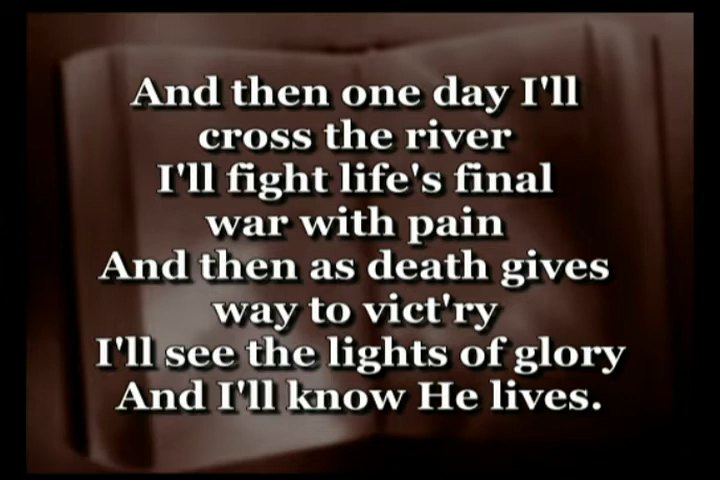 And then one day I'll
cross the river
I'll fight life's final
war with pain
And then as death gives
way to vict'ry
I'll see the lights of glory
And I'll know He lives.